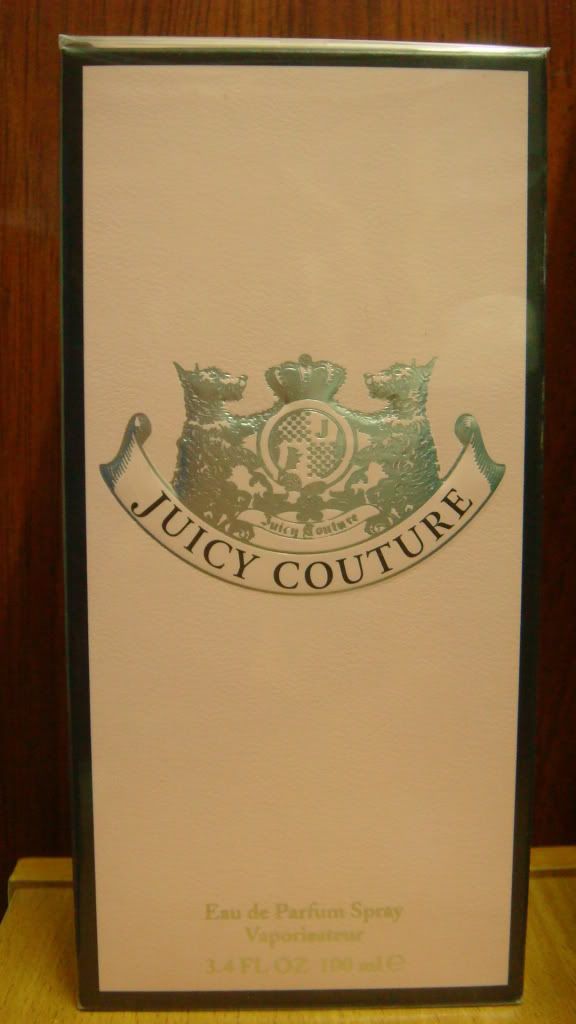 J
J
Juicy Couture
JUICY COUTURE
Eau de Parfum Spray
Vaporisateur
3.4 FL OZ 100 ml ℮